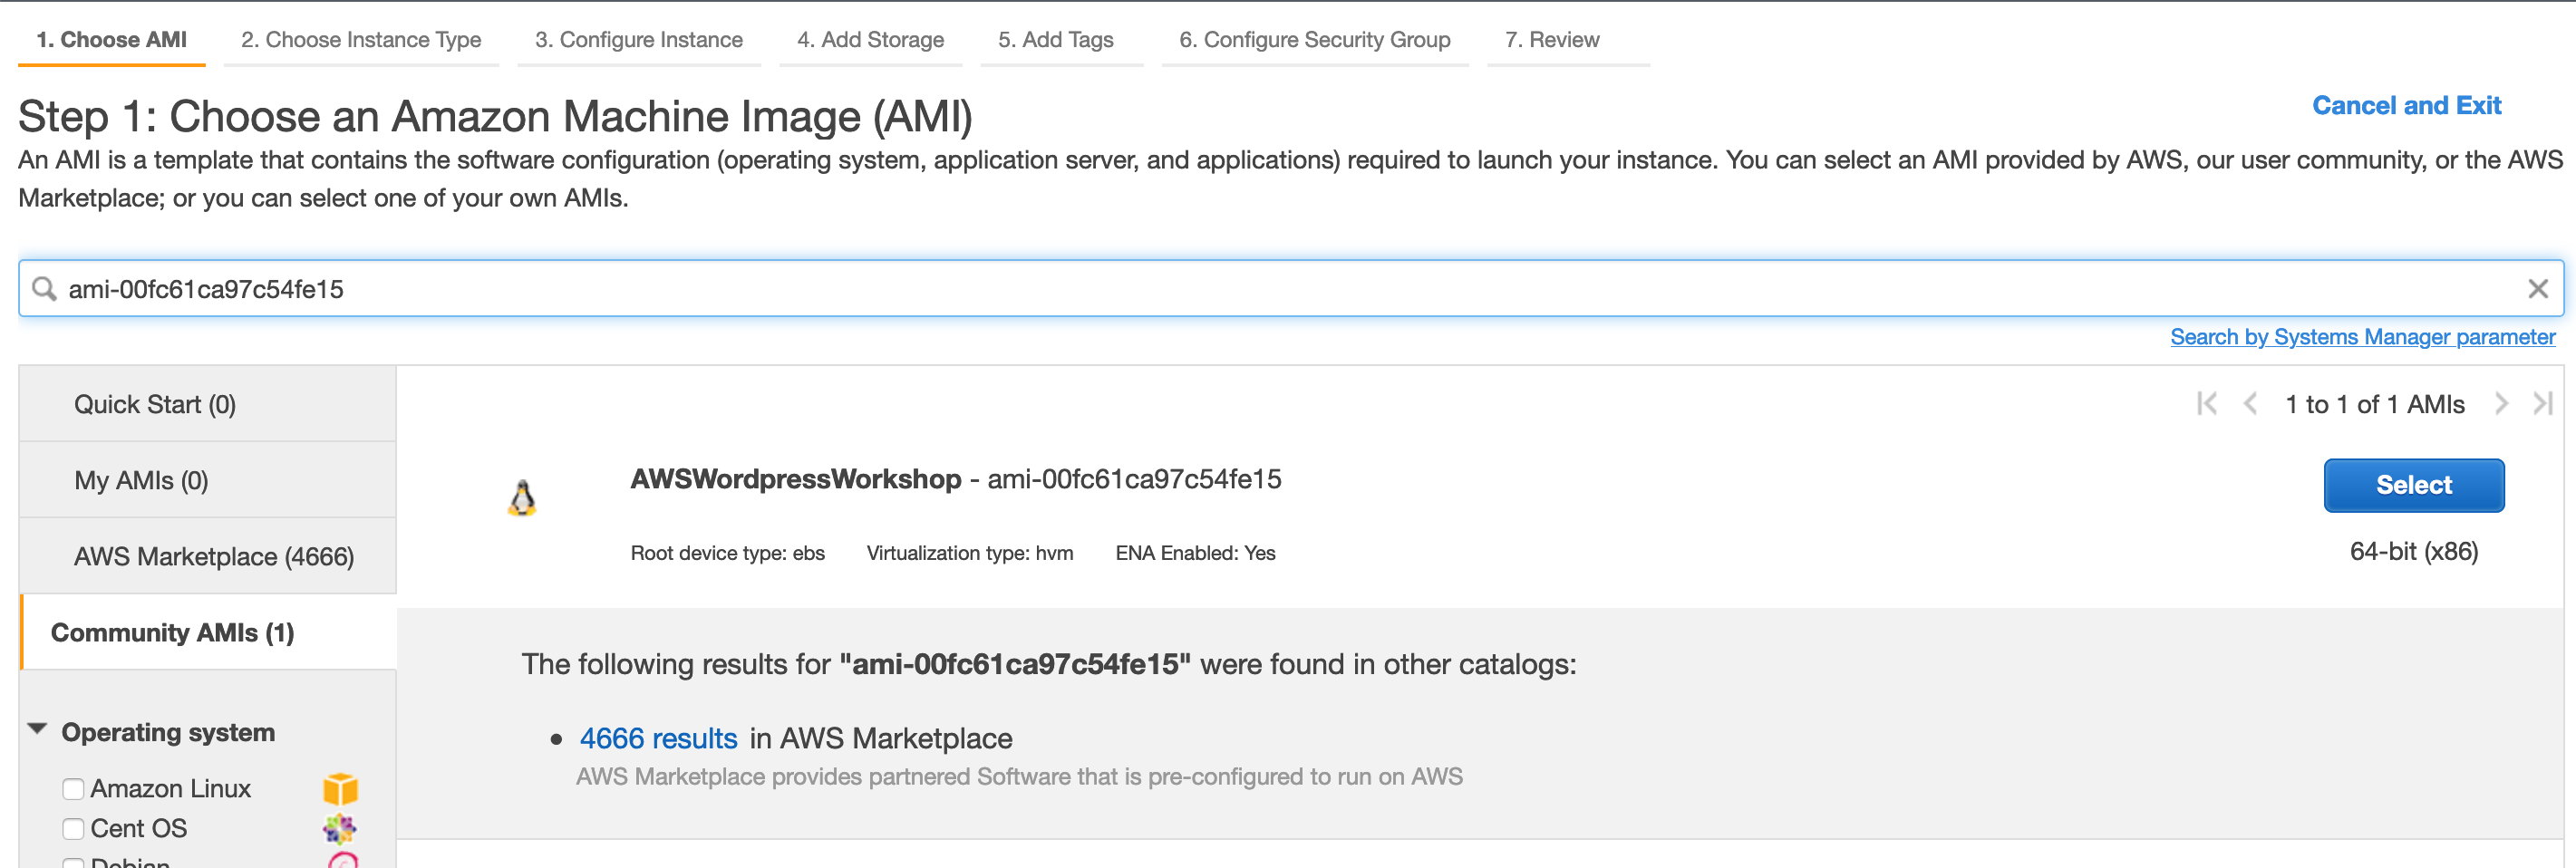 1. Choose AMI 2. Choose Instance Type 3. Configure Instance 4. Add Storage 5. Add Tags 6. Configure Security Group 7. Review
Step 1: Choose an Amazon Machine Image (AMI)
Cancel and Exit
An AMI is a template that contains the software configuration (operating system, application server, and applications) required to launch your instance. You can select an AMI provided by AWS, our user community, or the AWS
Marketplace; or you can select one of your own AMIs.
ami-00fc61ca97c54fe15
Search by Systems Manager parameter
Quick Start (0)
My AMIs (0)
AWS Marketplace (4666)
Community AMIs (1)
Operating system
Amazon Linux
Cent OS
Debian
1 to 1 of 1 AMIs
AWSWordpressWorkshop - ami-00fc61ca97c54fe15
Select
Root device type: ebs Virtualization type: hvm ENA Enabled: Yes
64-bit (x86)
The following results for "ami-00fc61ca97c54fe15" were found in other catalogs:
• 4666 results in AWS Marketplace
AWS Marketplace provides partnered Software that is pre-configured to run on AWS